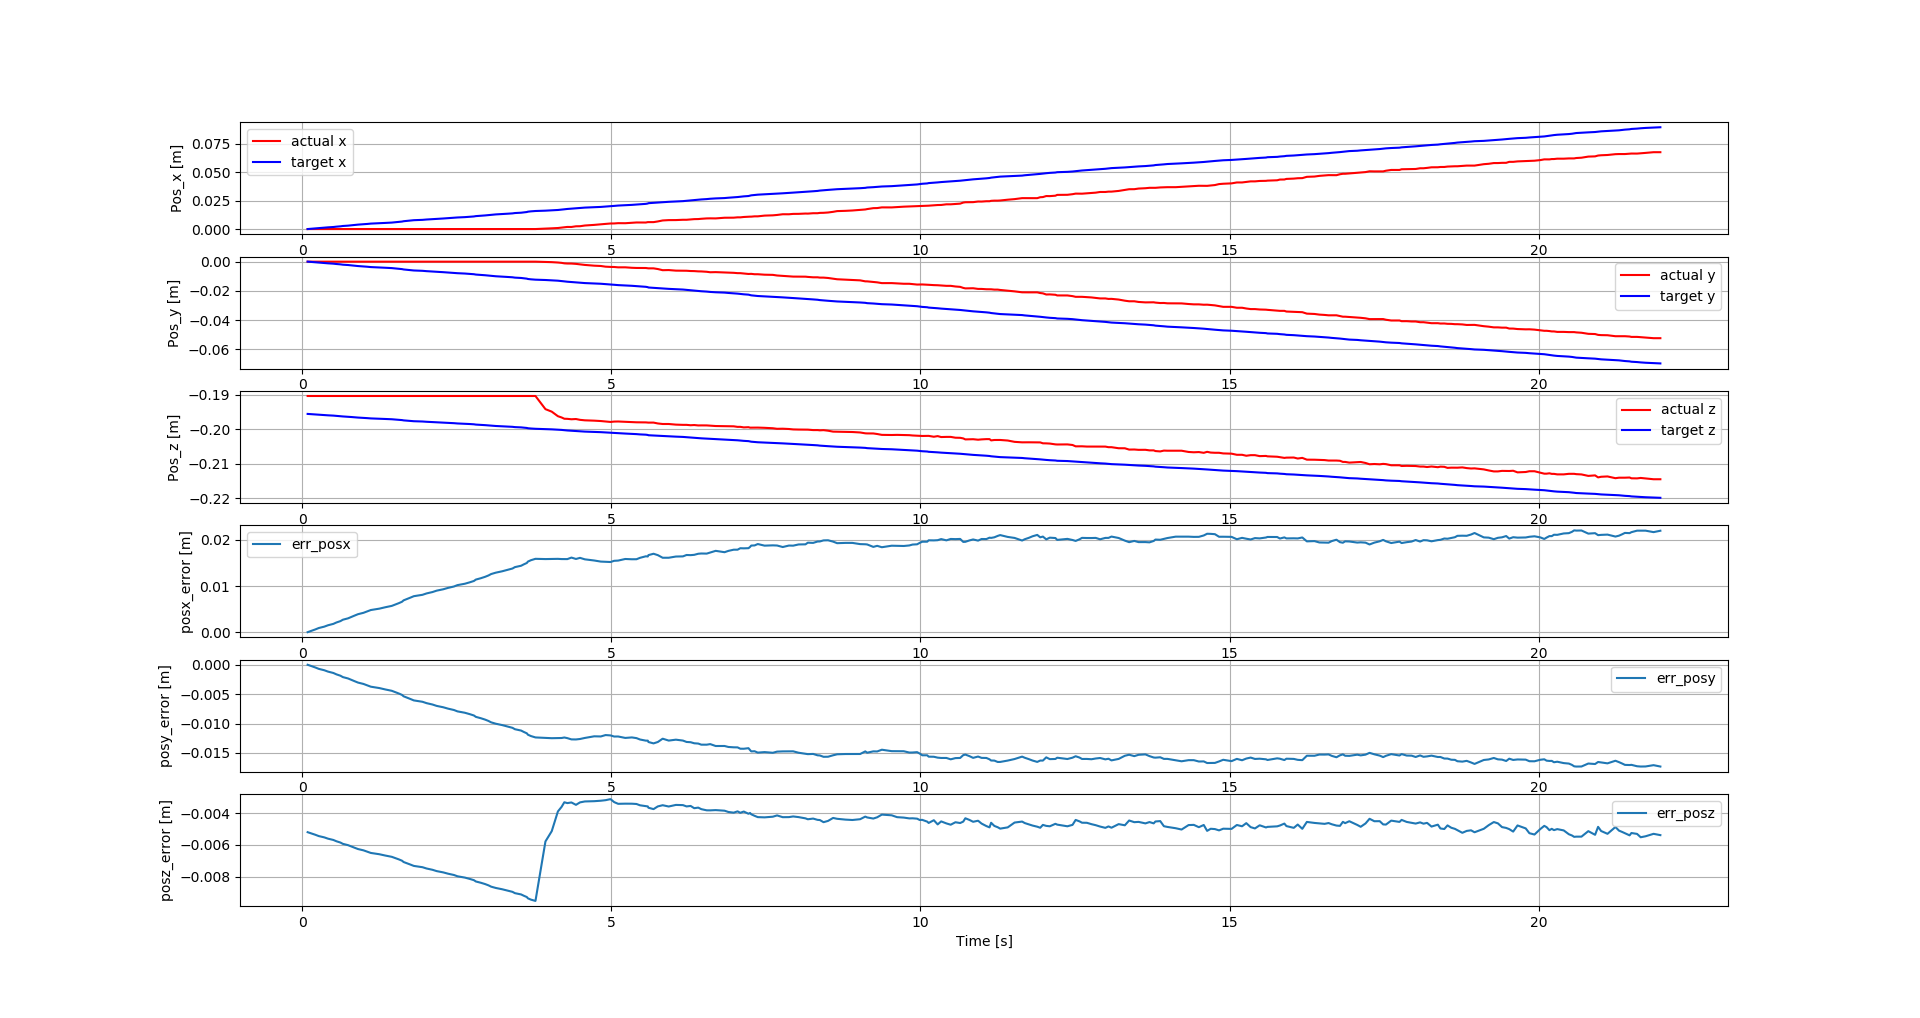 Pos_x [m]
0.075
0.050
0.025
0.000
actual x
target x
0 5 10 15 20
Pos_y [m]
0.00
−0.02
−0.04
−0.06
actual y
target y
0 5 10 15 20
Pos_z [m]
−0.19
−0.20
−0.21
−0.22
actual z
target z
0 5 10 15 20
posx_error [m]
0.02
0.01
0.00
err_posx
0 5 10 15 20
posy_error [m]
0.000
−0.005
−0.010
−0.015
err_posy
0 5 10 15 20
posz_error [m]
−0.004
−0.006
−0.008
err_posz
0 5 10 15 20
Time [s]